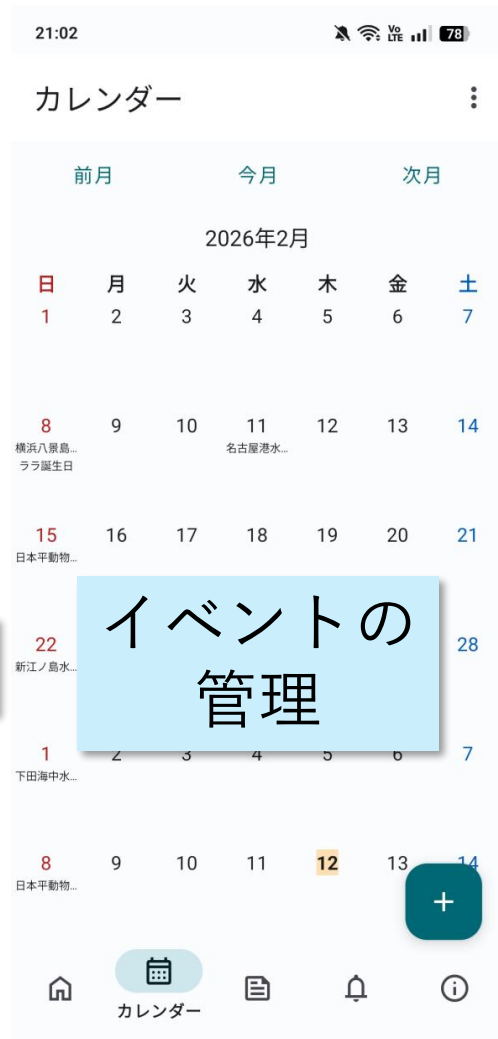 21:02
Vo LTE 78
カレンダー
前月 今月 次月
2026年2月
日 月 火 水 木 金 土
1 2 3 4 5 6 7
8 9 10 11 12 13 14
横浜八景島… 名古屋港水…
ララ誕生日
15 16 17 18 19 20 21
日本平動物…
イベントの
管理
22 28
新江ノ島水…
1 2 3 4 5 6 7
下田海中水…
8 9 10 11 12 13 14
日本平動物…
+
カレンダー